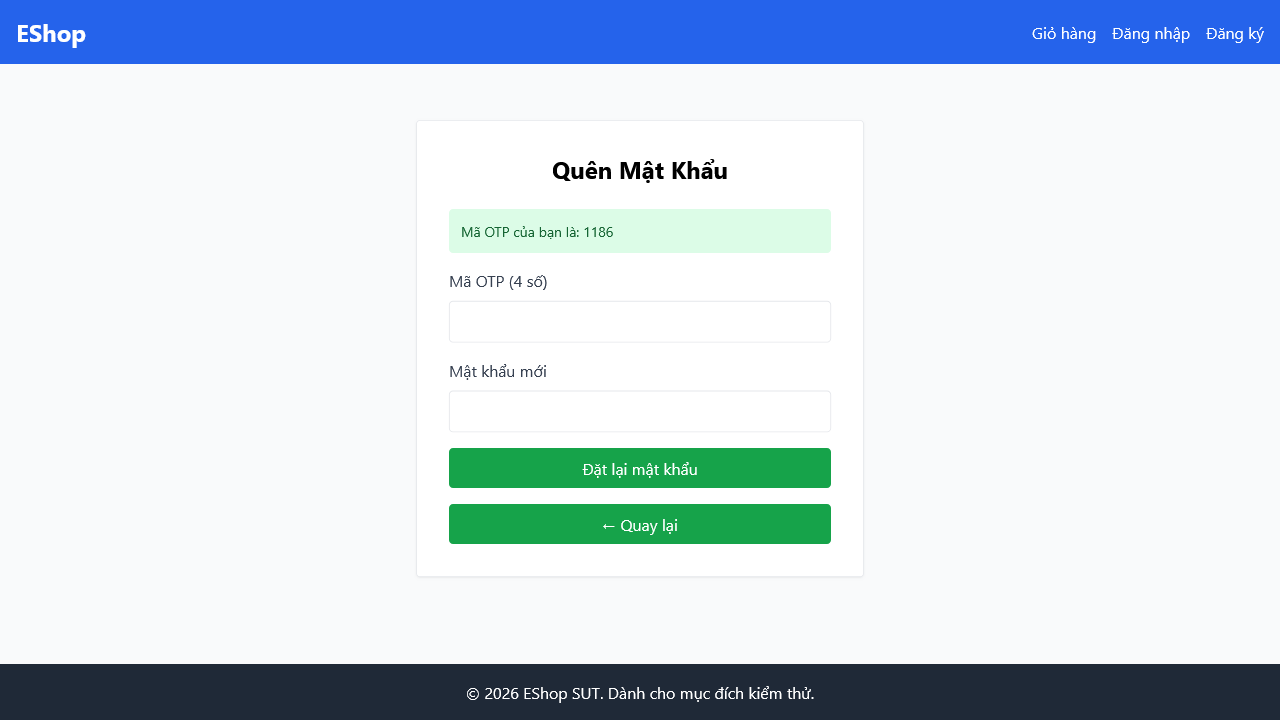 EShop
Giỏ hàng Đăng nhập Đăng ký
Quên Mật Khẩu
Mã OTP của bạn là: 1186
Mã OTP (4 số)
Mật khẩu mới
Đặt lại mật khẩu
← Quay lại
© 2026 EShop SUT. Dành cho mục đích kiểm thử.